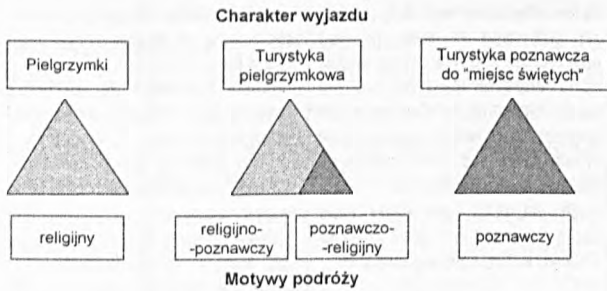 Charakter wyjazdu
Pielgrzymki
Turystyka
pielgrzymkowa
Turystyka poznawcza
do "miejsc świętych"
religijny
religijno-
-poznawczy
poznawczo-
-religijny
poznawczy
Motywy podróży